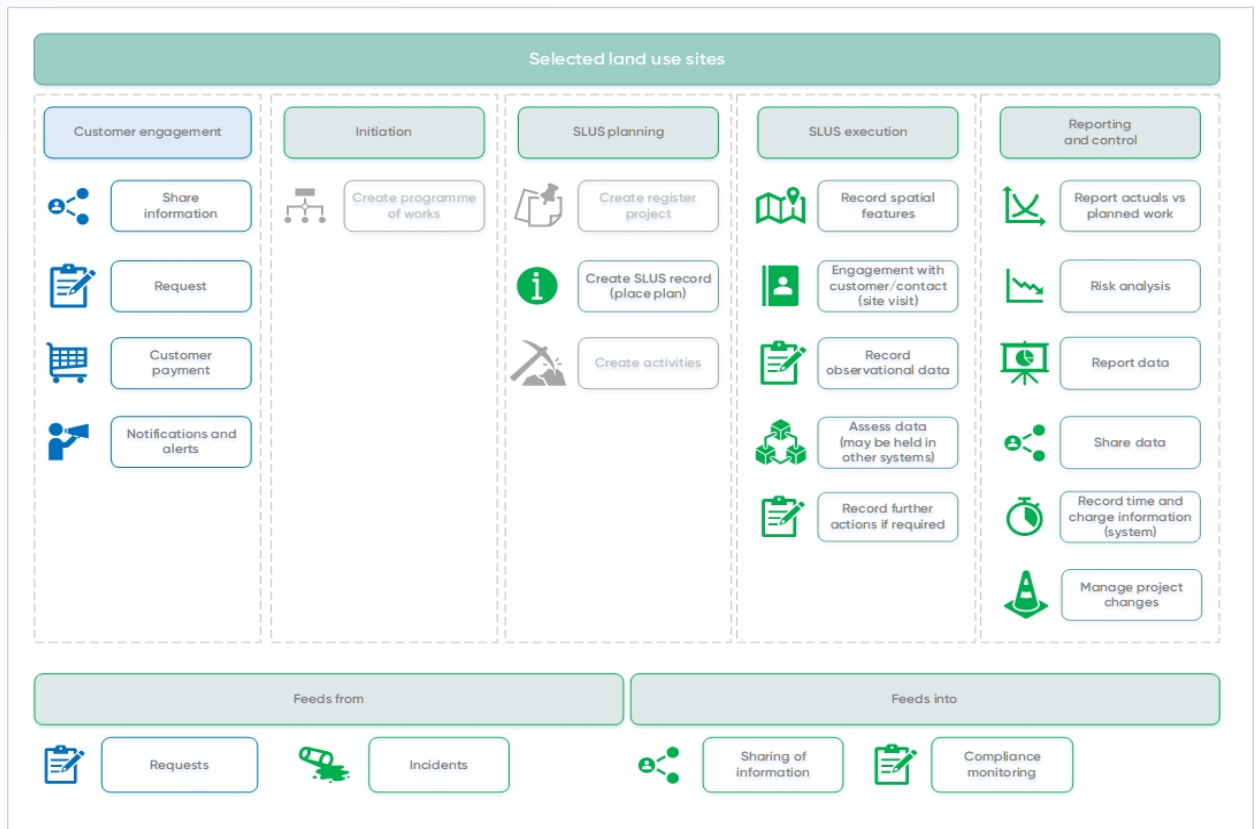 Selected land use sites
Customer engagement
Share
information
Request
Customer
payment
Notifications and
alerts
Initiation
Create programme
of works
SLUS planning
Create register
project
Create SLUS record
(place plan)
Create activities
SLUS execution
Record spatial
features
Engagement with
customer/contact
(site visit)
Record
observational data
Assess data
(may be held in
other systems)
Record further
actions if required
Reporting
and control
Report actuals vs
planned work
Risk analysis
Report data
Share data
Record time and
charge information
(system)
Manage project
changes
Feeds from
Requests
Incidents
Feeds into
Sharing of
information
Compliance
monitoring